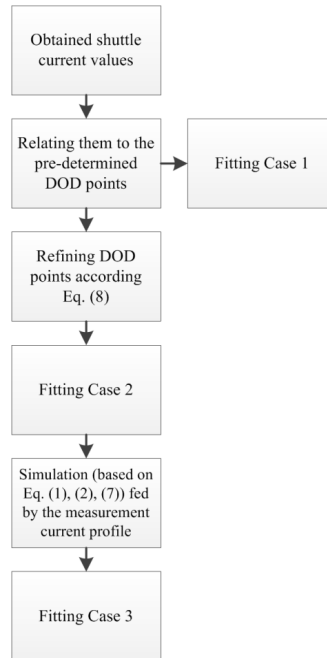 Obtained shuttle
current values
Relating them to the
pre-determined
DOD points
Fitting Case 1
Refining DOD
points according
Eq. (8)
Fitting Case 2
Simulation (based on
Eq. (1), (2), (7)) fed
by the measurement
current profile
Fitting Case 3